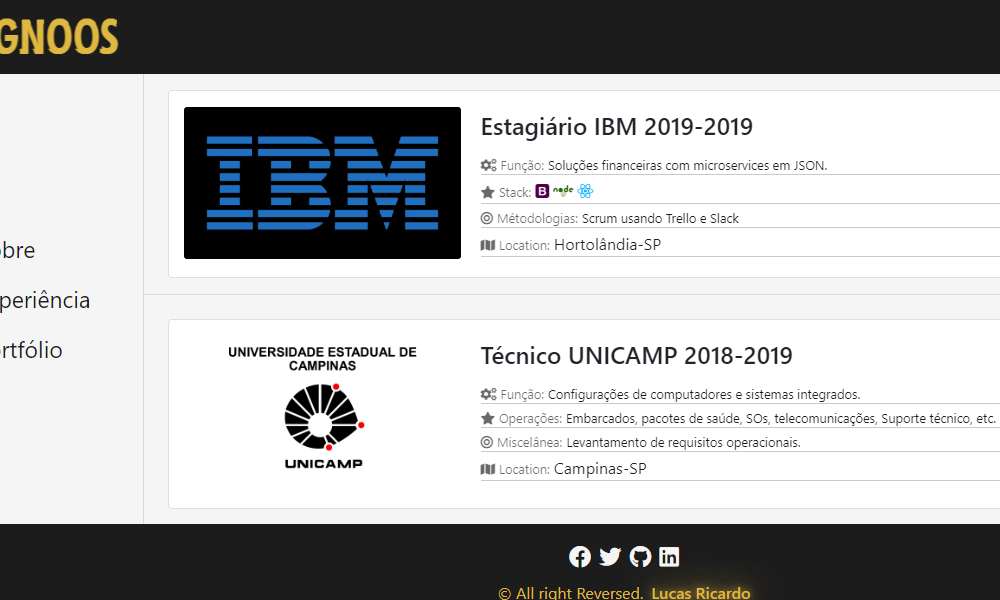 GNOOS
bre
periência
rtfólio
IBM
Estagiário IBM 2019-2019
Função: Soluções financeiras com microservices em JSON.
Stack: B node
Métodologias: Scrum usando Trello e Slack
Location: Hortolândia-SP
UNIVERSIDADE ESTADUAL DE
CAMPINAS
UNICAMP
Técnico UNICAMP 2018-2019
Função: Configurações de computadores e sistemas integrados.
Operações: Embarcados, pacotes de saúde, SOs, telecomunicações, Suporte técnico, etc.
Miscelânea: Levantamento de requisitos operacionais.
Location: Campinas-SP
© All right Reversed. Lucas Ricardo